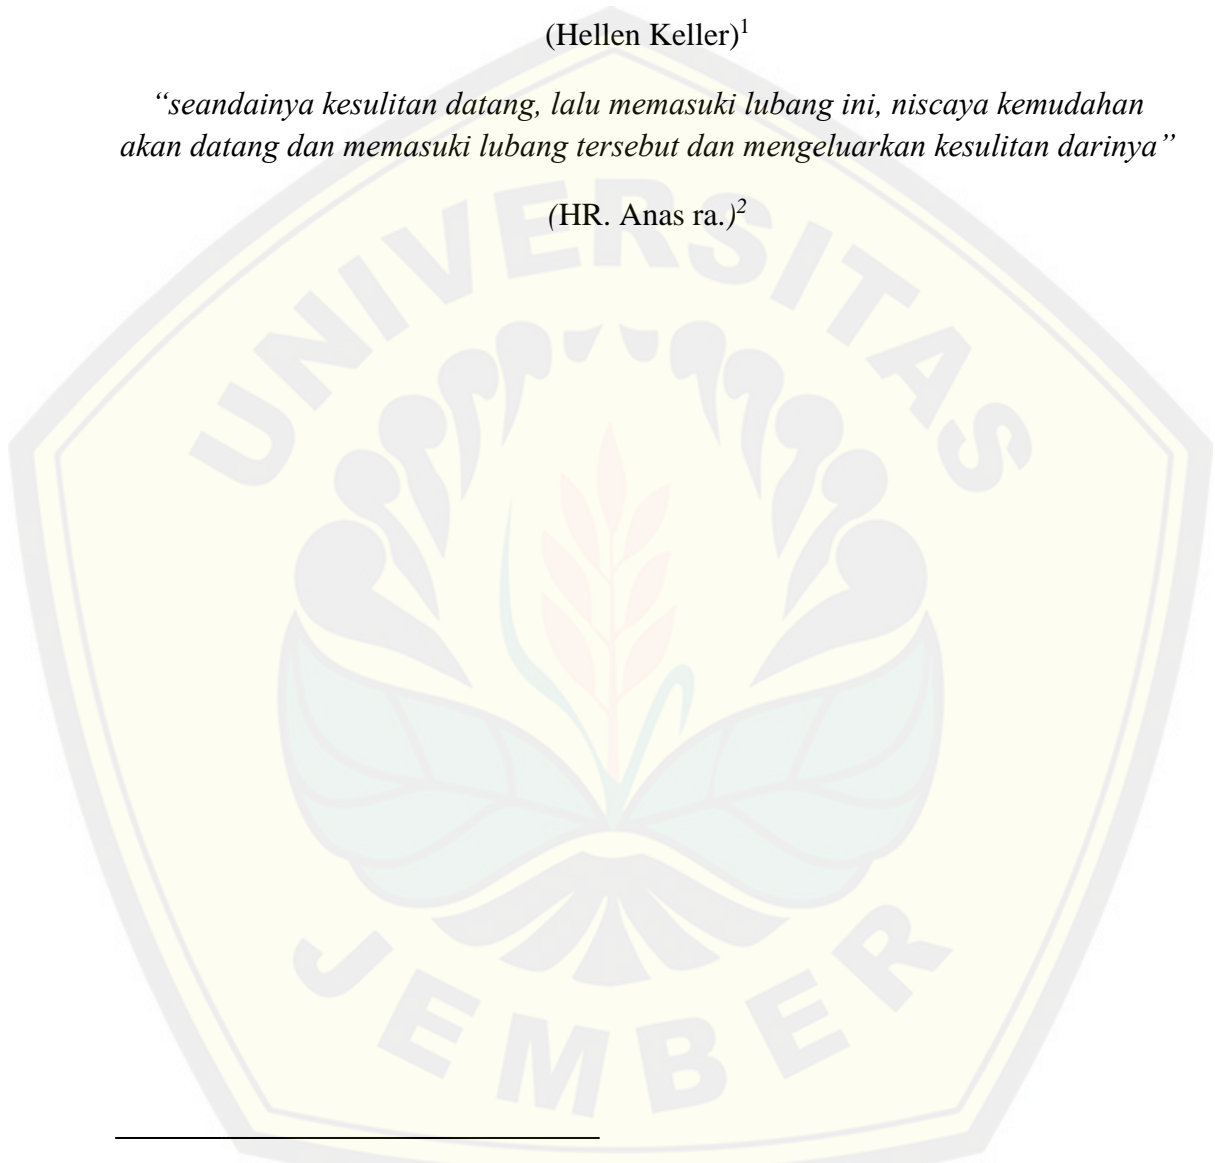 (Hellen Keller)1
“seandainya kesulitan datang, lalu memasuki lubang ini, niscaya kemudahan
akan datang dan memasuki lubang tersebut dan mengeluarkan kesulitan darinya”
(HR. Anas ra.)2
UNIVERSITAS
JEMBER